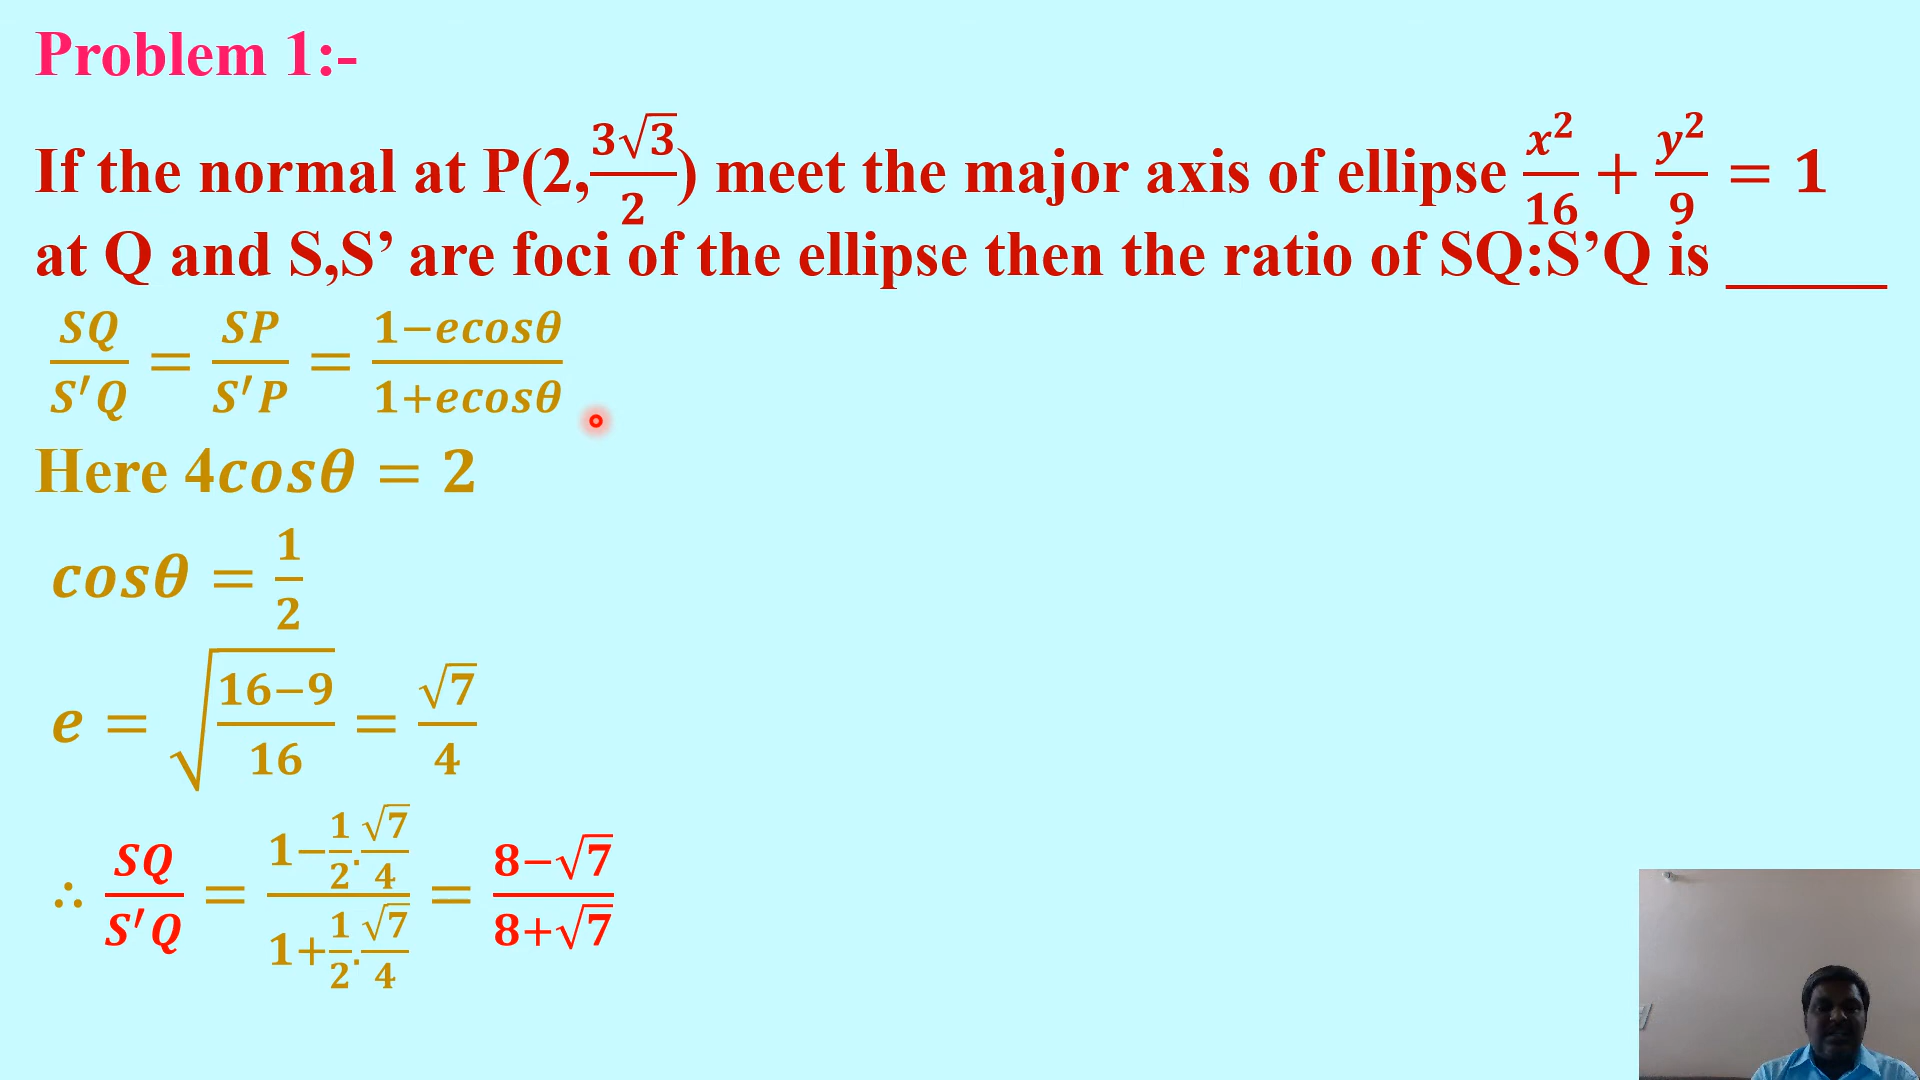 Problem 1:-
If the normal at P(2,3√3/2) meet the major axis of ellipse x²/16 + y²/9 = 1
at Q and S,S’ are foci of the ellipse then the ratio of SQ:S’Q is _____
SQ/S′Q = SP/S′P = (1−ecosθ)/(1+ecosθ)
Here 4cosθ = 2
cosθ = 1/2
e = √((16−9)/16) = √7/4
∴ SQ/S′Q = (1−1/2.√7/4)/(1+1/2.√7/4) = (8−√7)/(8+√7)